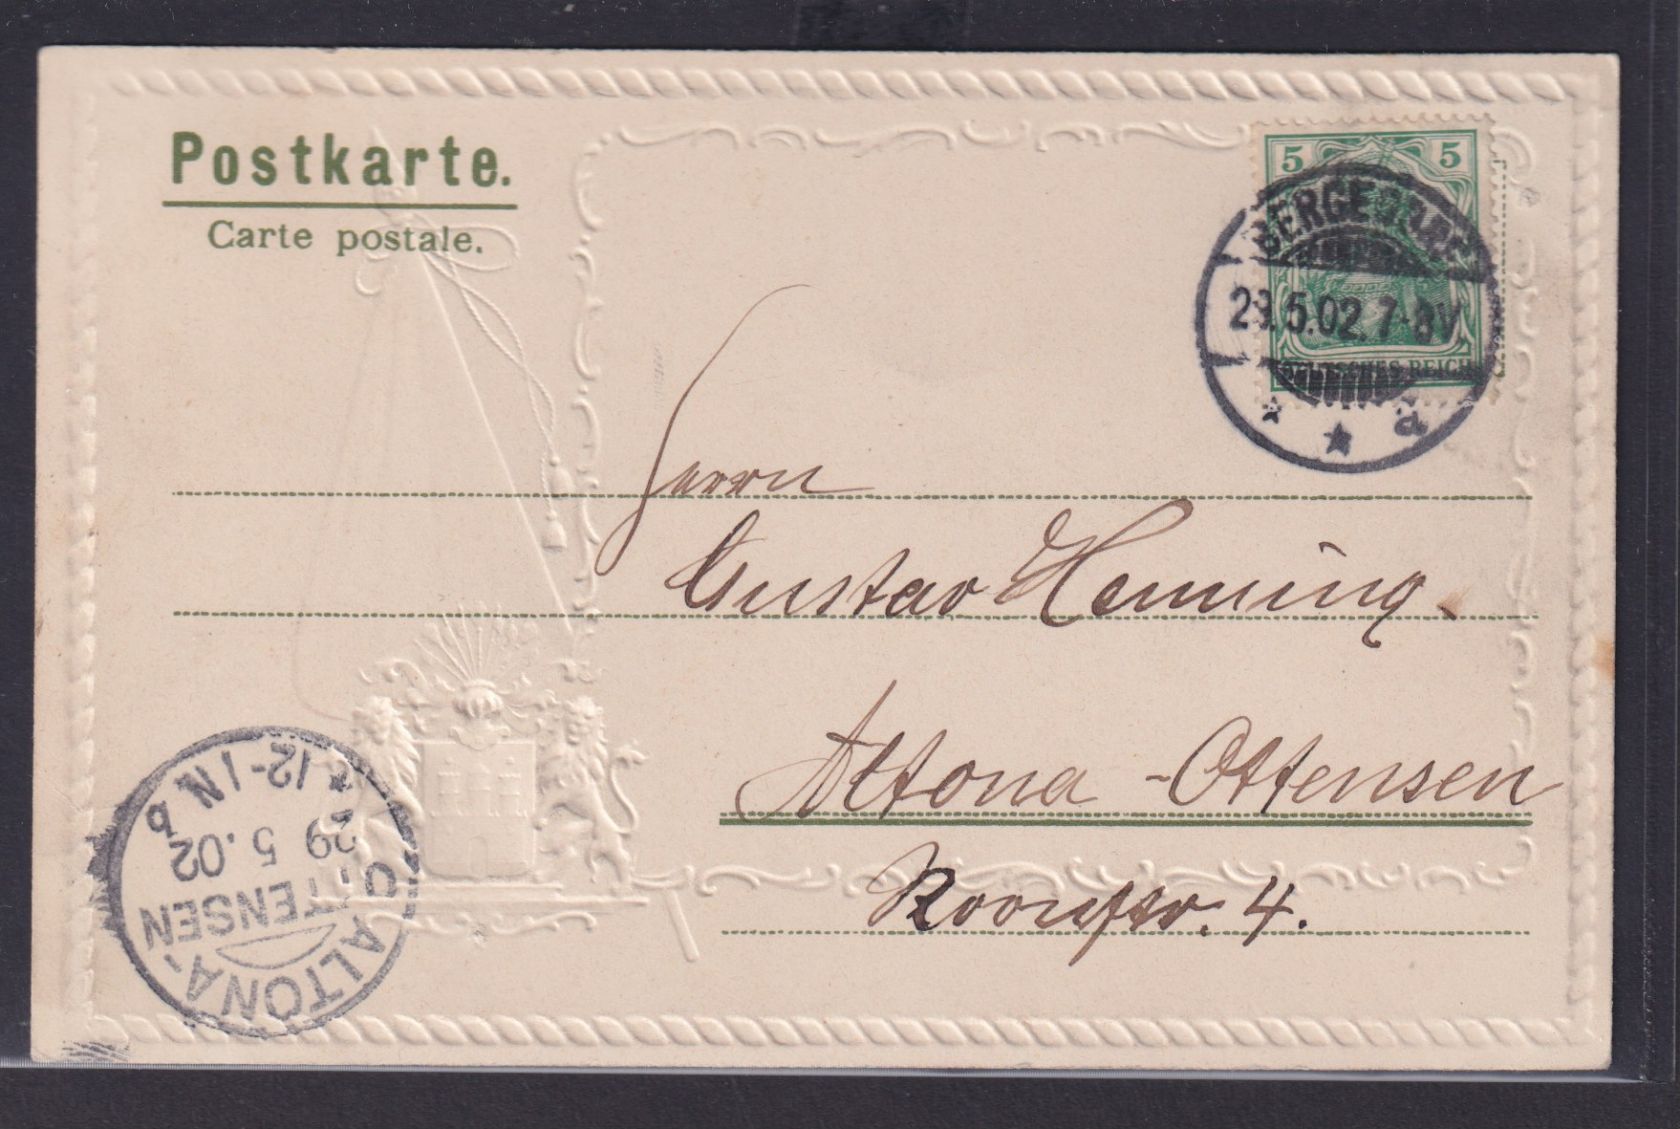 Postkarte.
Carte postale.
5 5
DEUTSCHES REICH
BERGEDORF
29.5.02. 7-8V
* * a
Herrn
Gustav Henning.
Altona-Ottensen
Roonstr. 4.
ALTONA-OTTENSEN
29 5.02
* 12-1N b